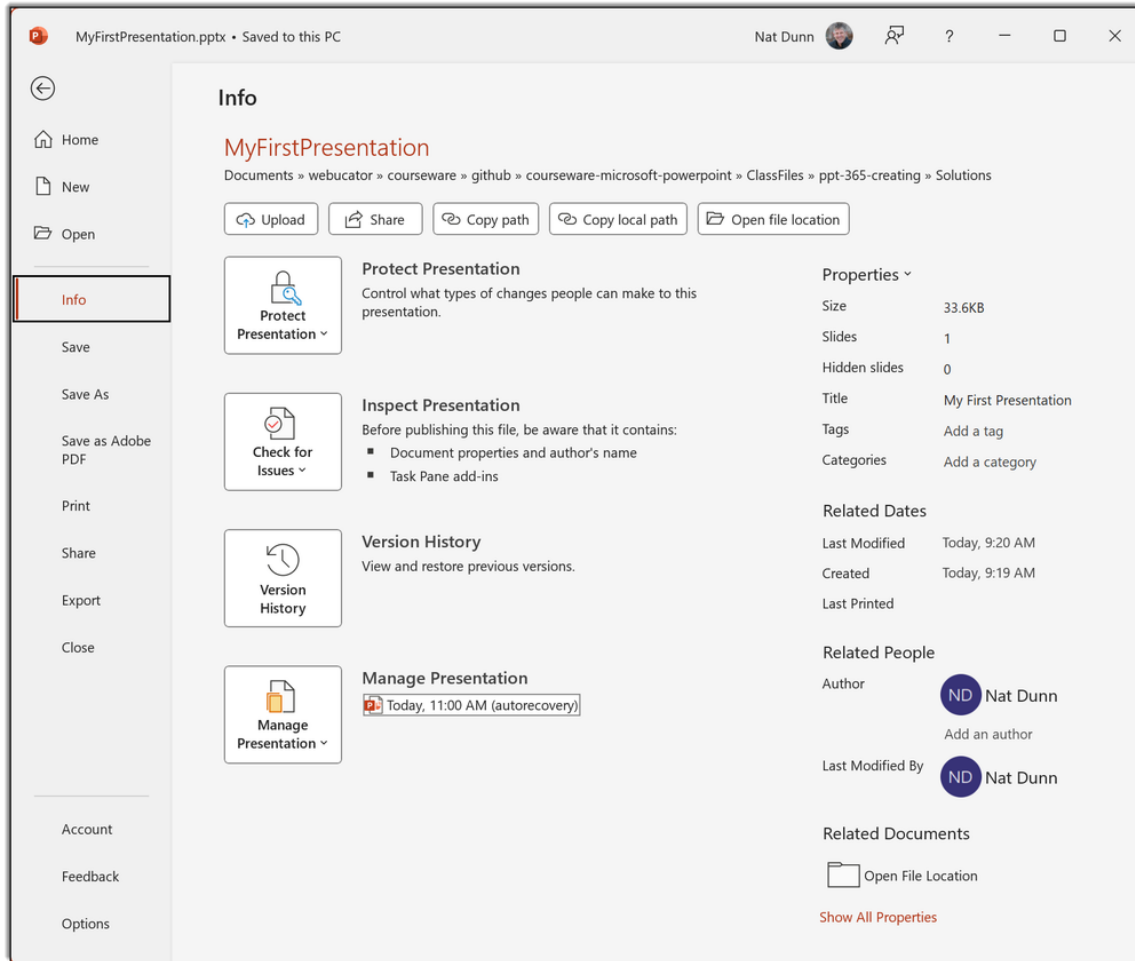 MyFirstPresentation.pptx • Saved to this PC
Nat Dunn
?
Home
New
Open
Info
Save
Save As
Save as Adobe
PDF
Print
Share
Export
Close
Account
Feedback
Options
Info
MyFirstPresentation
Documents » webucator » courseware » github » courseware-microsoft-powerpoint » ClassFiles » ppt-365-creating » Solutions
Upload
Share
Copy path
Copy local path
Open file location
Protect
Presentation
Protect Presentation
Control what types of changes people can make to this
presentation.
Check for
Issues
Inspect Presentation
Before publishing this file, be aware that it contains:
▪ Document properties and author's name
▪ Task Pane add-ins
Version
History
Version History
View and restore previous versions.
Manage
Presentation
Manage Presentation
Today, 11:00 AM (autorecovery)
Properties
Size 33.6KB
Slides 1
Hidden slides 0
Title My First Presentation
Tags Add a tag
Categories Add a category
Related Dates
Last Modified Today, 9:20 AM
Created Today, 9:19 AM
Last Printed
Related People
Author ND Nat Dunn
Add an author
Last Modified By ND Nat Dunn
Related Documents
Open File Location
Show All Properties